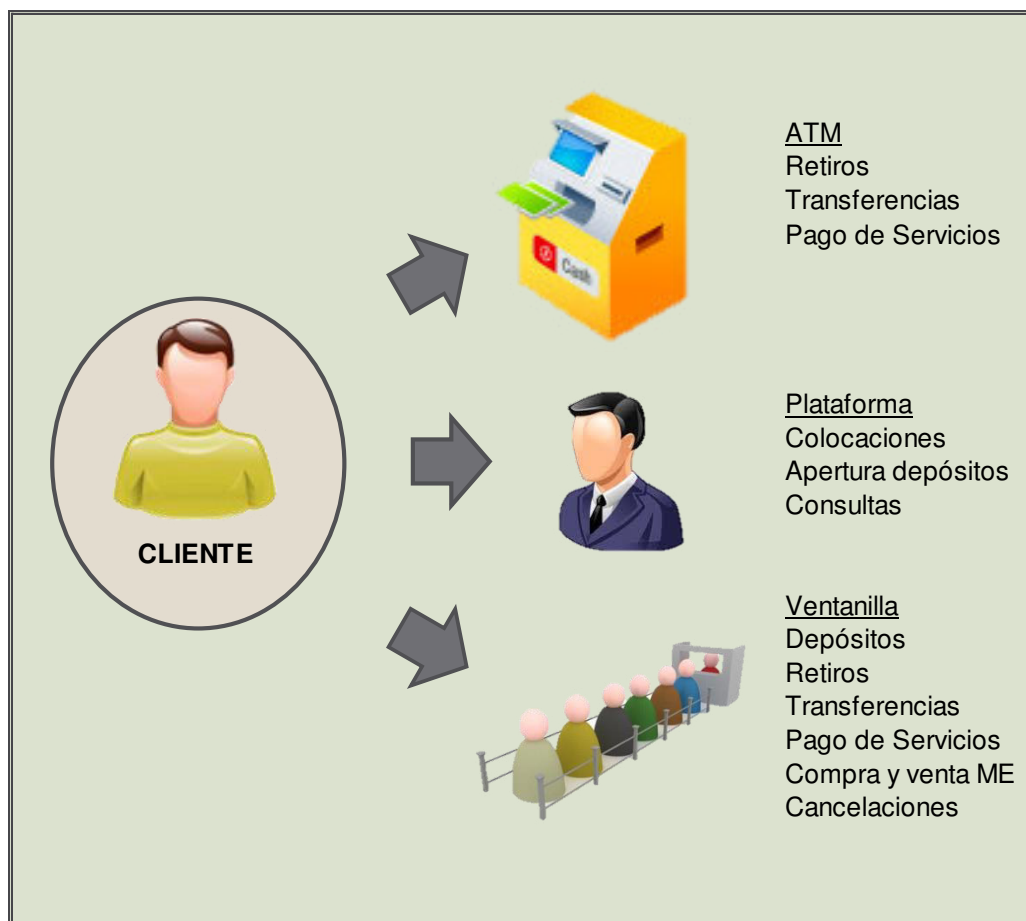 ATM
Retiros
Transferencias
Pago de Servicios
Cash
CLIENTE
Plataforma
Colocaciones
Apertura depósitos
Consultas
Ventanilla
Depósitos
Retiros
Transferencias
Pago de Servicios
Compra y venta ME
Cancelaciones